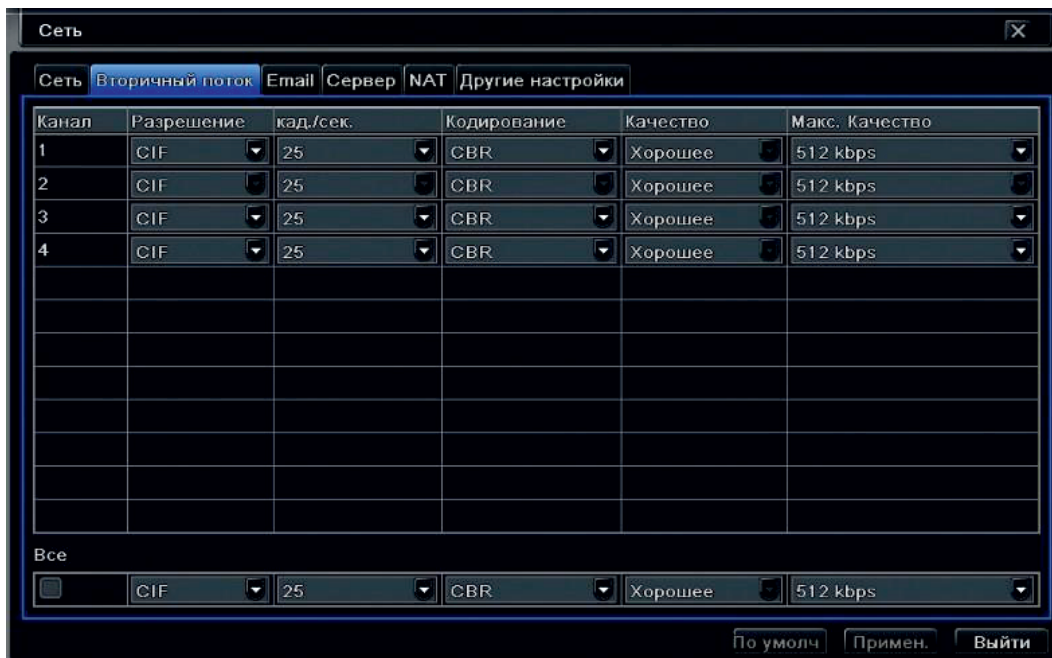 Сеть
Сеть Вторичный поток Email Сервер NAT Другие настройки
Канал Разрешение кад./сек. Кодирование Качество Макс. Качество
1 CIF 25 CBR Хорошее 512 kbps
2 CIF 25 CBR Хорошее 512 kbps
3 CIF 25 CBR Хорошее 512 kbps
4 CIF 25 CBR Хорошее 512 kbps
Все
CIF 25 CBR Хорошее 512 kbps
По умолч Примен. Выйти